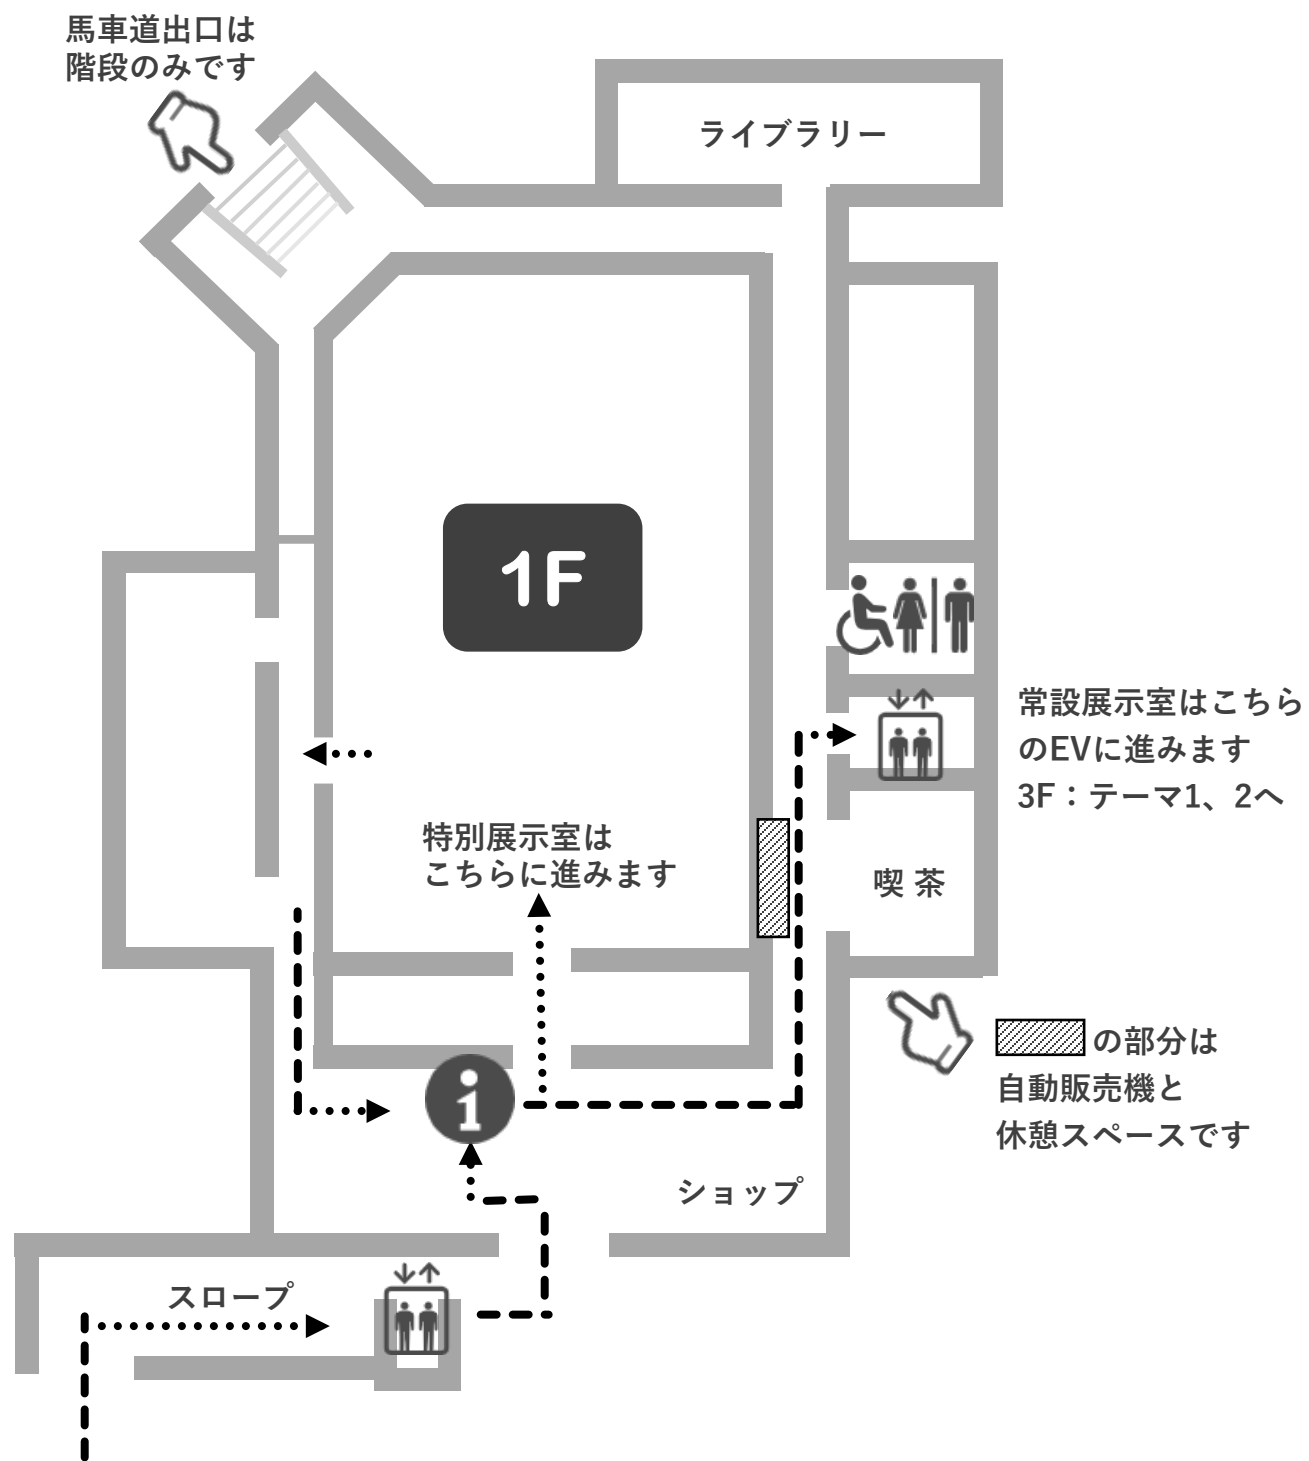 馬車道出口は
階段のみです
ライブラリー
1F
常設展示室はこちら
のEVに進みます
3F：テーマ1、2へ
特別展示室は
こちらに進みます
喫 茶
の部分は
自動販売機と
休憩スペースです
ショップ
スロープ